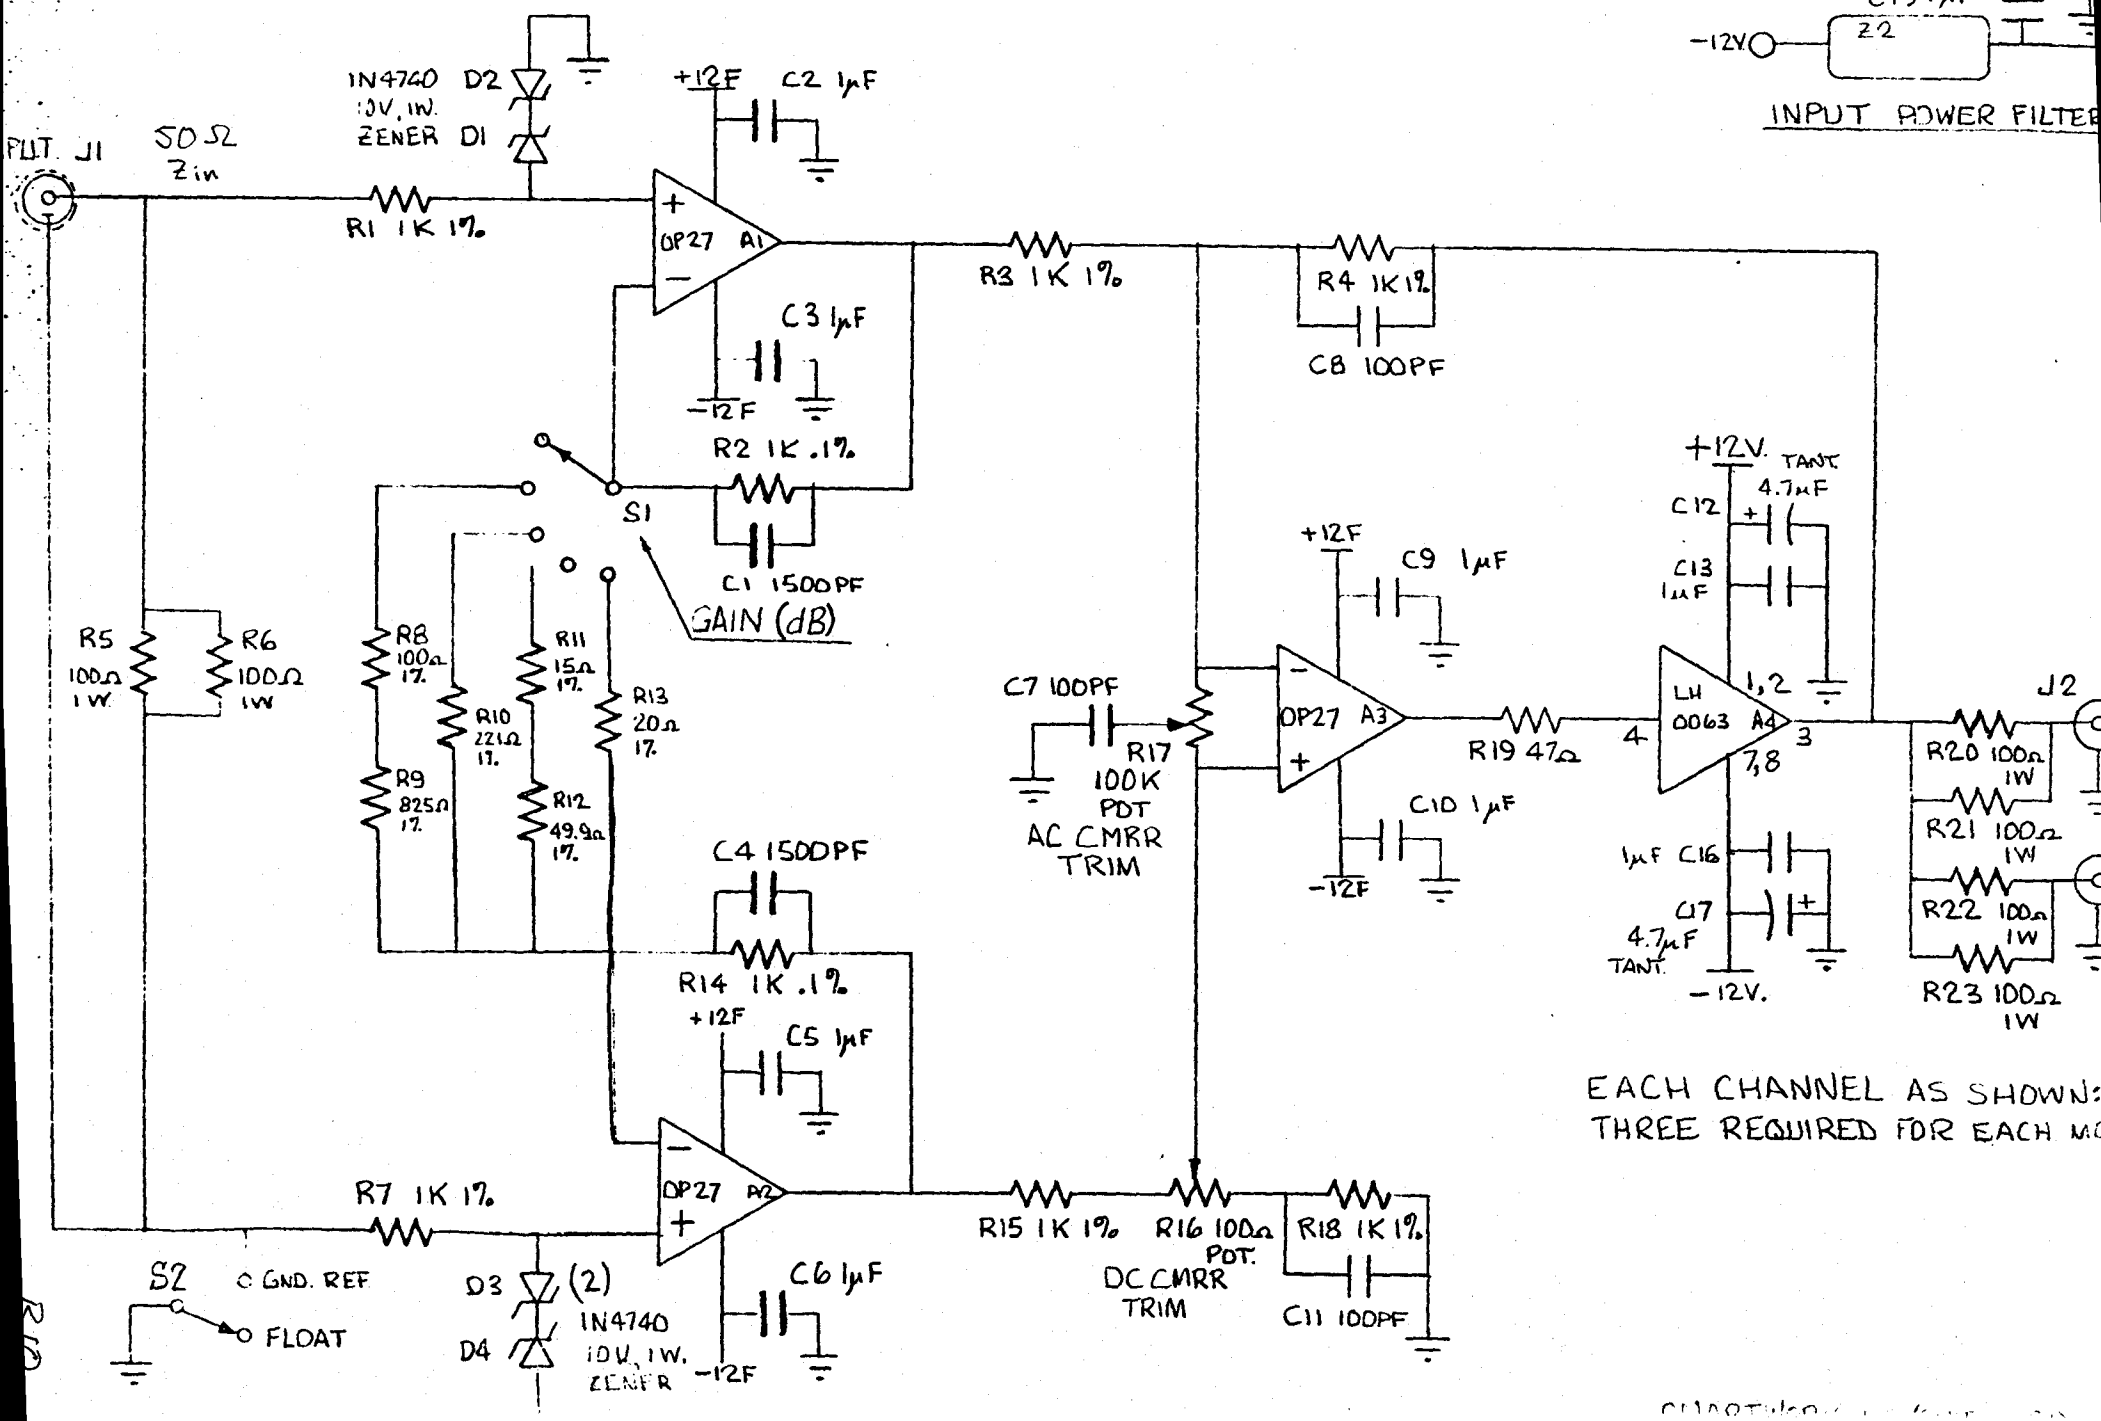 -12V
Z2
INPUT POWER FILTER
J1
50Ω
Zin
1N4740 D2
10V, 1W.
ZENER D1
+12F
C2 1µF
R1 1K 1%
+
OP27 A1
-
C3 1µF
-12F
R2 1K .1%
S1
C1 1500PF
GAIN (dB)
R3 1K 1%
R4 1K 1%
C8 100PF
R5
100Ω
1W
R6
100Ω
1W
R8
100Ω
1%
R9
825Ω
1%
R10
221Ω
1%
R11
15Ω
1%
R12
49.9Ω
1%
R13
20Ω
1%
C4 1500PF
R14 1K .1%
+12F
C5 1µF
C7 100PF
R17
100K
POT
AC CMRR
TRIM
+12F
C9 1µF
-
OP27 A3
+
C10 1µF
-12F
R19 47Ω
+12V.
TANT.
4.7µF
C12
+
C13
1µF
1,2
LH
0063 A4
4
3
7,8
1µF C16
C17
+
4.7µF
TANT.
-12V.
J2
R20 100Ω
1W
R21 100Ω
1W
R22 100Ω
1W
R23 100Ω
1W
EACH CHANNEL AS SHOWN:
THREE REQUIRED FOR EACH
R7 1K 1%
-
OP27 A2
+
C6 1µF
-12F
R15 1K 1%
R16 100Ω
POT.
DC CMRR
TRIM
R18 1K 1%
C11 100PF
S2
GND. REF
FLOAT
D3 (2)
1N4740
D4
10V, 1W.
ZENER